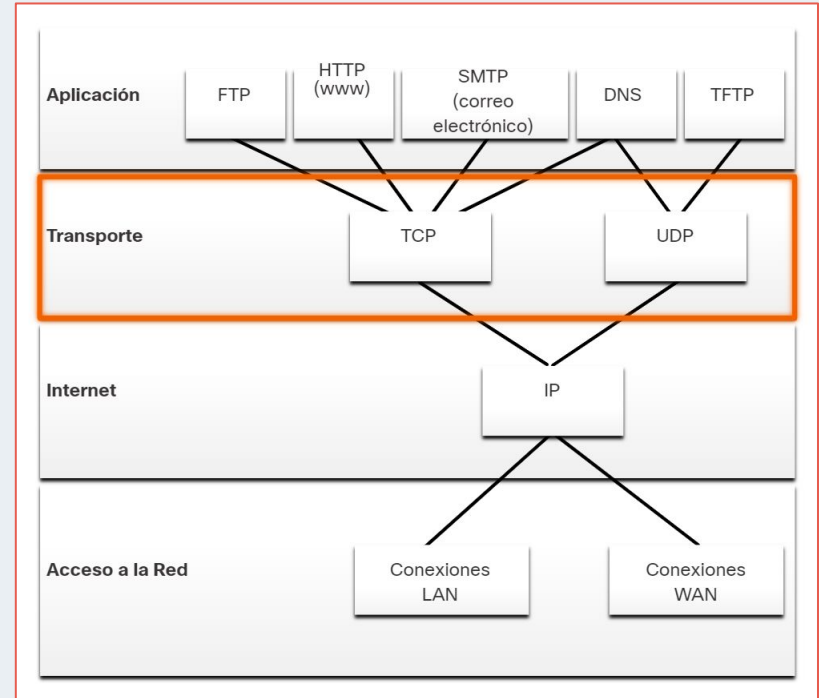 Aplicación
FTP
HTTP
(www)
SMTP
(correo
electrónico)
DNS
TFTP
Transporte
TCP
UDP
Internet
IP
Acceso a la Red
Conexiones
LAN
Conexiones
WAN